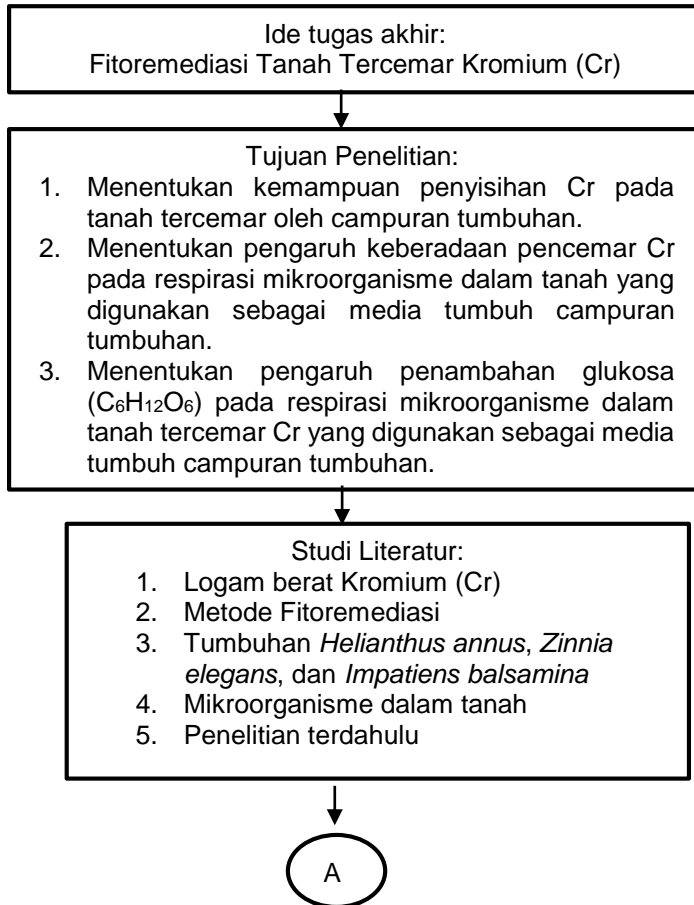 Ide tugas akhir:
Fitoremediasi Tanah Tercemar Kromium (Cr)
Tujuan Penelitian:
1. Menentukan kemampuan penyisihan Cr pada
tanah tercemar oleh campuran tumbuhan.
2. Menentukan pengaruh keberadaan pencemar Cr
pada respirasi mikroorganisme dalam tanah yang
digunakan sebagai media tumbuh campuran
tumbuhan.
3. Menentukan pengaruh penambahan glukosa
(C₆H₁₂O₆) pada respirasi mikroorganisme dalam
tanah tercemar Cr yang digunakan sebagai media
tumbuh campuran tumbuhan.
Studi Literatur:
1. Logam berat Kromium (Cr)
2. Metode Fitoremediasi
3. Tumbuhan Helianthus annus, Zinnia
elegans, dan Impatiens balsamina
4. Mikroorganisme dalam tanah
5. Penelitian terdahulu
A